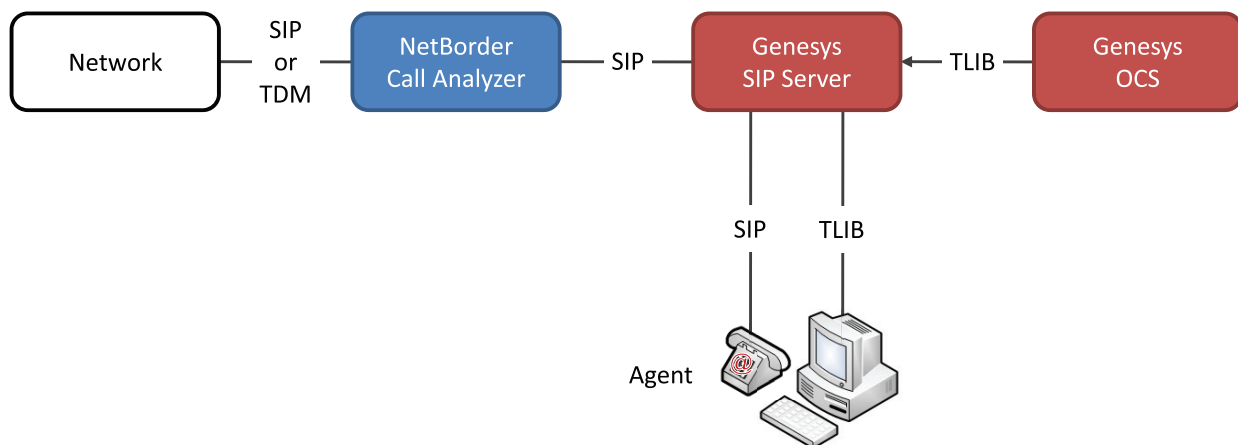 Network
SIP
or
TDM
NetBorder
Call Analyzer
SIP
Genesys
SIP Server
TLIB
Genesys
OCS
SIP
TLIB
Agent
@